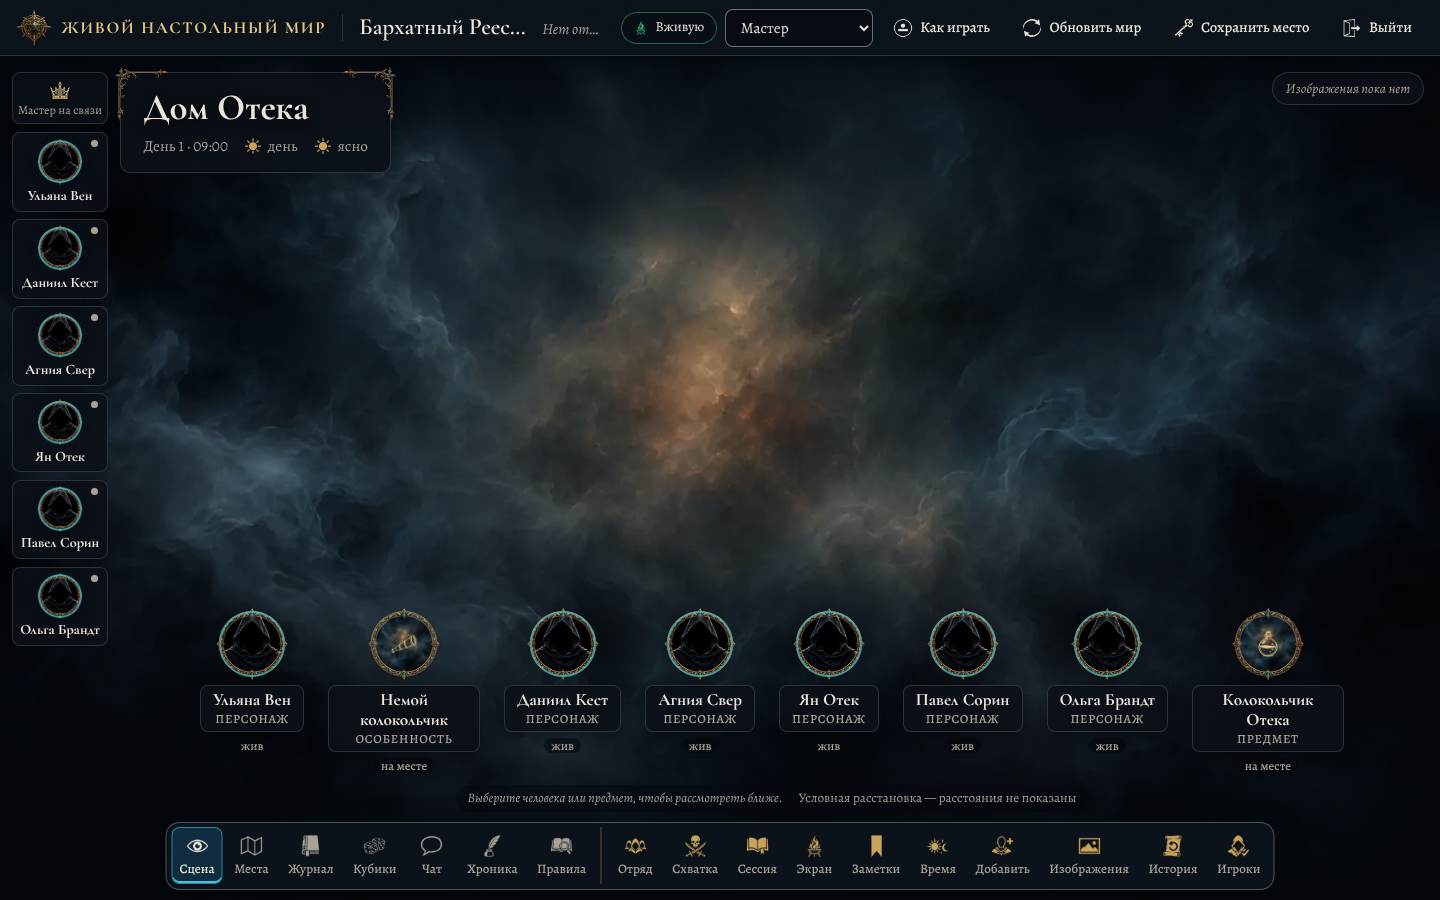 ЖИВОЙ НАСТОЛЬНЫЙ МИР
Бархатный Реес...
Нет от...
Вживую
Мастер
Как играть
Обновить мир
Сохранить место
Выйти
Мастер на связи
Дом Отека
День 1 · 09:00
день
ясно
Изображения пока нет
Ульяна Вен
Даниил Кест
Агния Свер
Ян Отек
Павел Сорин
Ольга Брандт
Ульяна Вен
ПЕРСОНАЖ
жив
Немой
колокольчик
ОСОБЕННОСТЬ
на месте
Даниил Кест
ПЕРСОНАЖ
жив
Агния Свер
ПЕРСОНАЖ
жив
Ян Отек
ПЕРСОНАЖ
жив
Павел Сорин
ПЕРСОНАЖ
жив
Ольга Брандт
ПЕРСОНАЖ
жив
Колокольчик
Отека
ПРЕДМЕТ
на месте
Выберите человека или предмет, чтобы рассмотреть ближе.
Условная расстановка — расстояния не показаны
Сцена
Места
Журнал
Кубики
Чат
Хроника
Правила
Отряд
Схватка
Сессия
Экран
Заметки
Время
Добавить
Изображения
История
Игроки